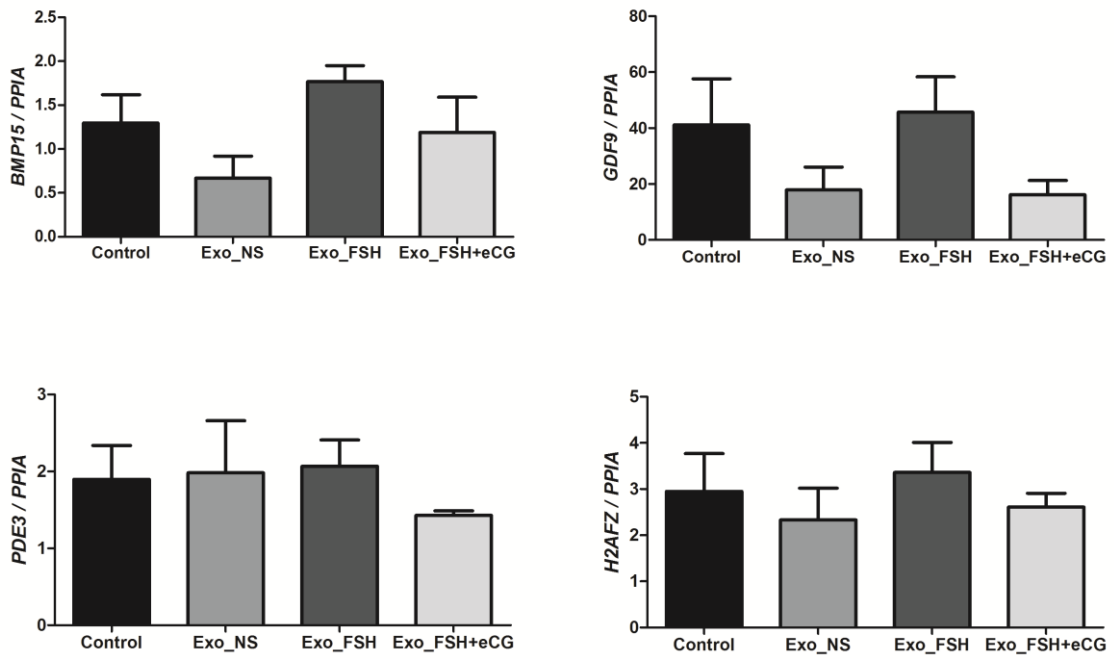 BMP15 / PPIA
2.5
2.0
1.5
1.0
0.5
0.0
Control Exo_NS Exo_FSH Exo_FSH+eCG
GDF9 / PPIA
80
60
40
20
0
Control Exo_NS Exo_FSH Exo_FSH+eCG
PDE3 / PPIA
3
2
1
0
Control Exo_NS Exo_FSH Exo_FSH+eCG
H2AFZ / PPIA
5
4
3
2
1
0
Control Exo_NS Exo_FSH Exo_FSH+eCG